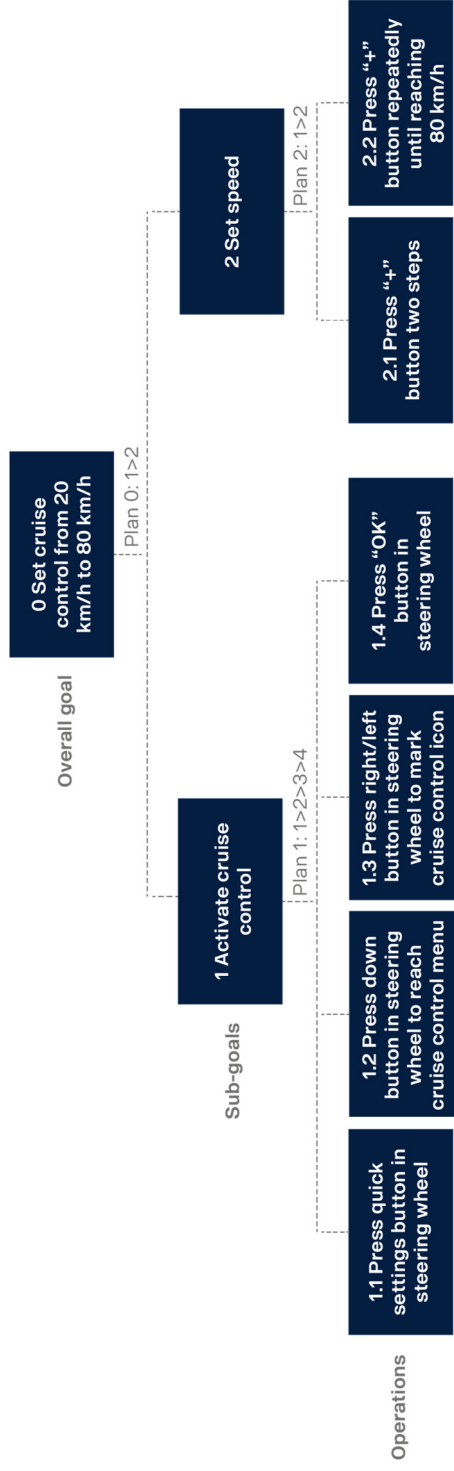 Overall goal
0 Set cruise
control from 20
km/h to 80 km/h
Plan 0: 1>2
Sub-goals
1 Activate cruise
control
Plan 1: 1>2>3>4
2 Set speed
Plan 2: 1>2
Operations
1.1 Press quick
settings button in
steering wheel
1.2 Press down
button in steering
wheel to reach
cruise control menu
1.3 Press right/left
button in steering
wheel to mark
cruise control icon
1.4 Press “OK”
button in
steering wheel
2.1 Press “+”
button two steps
2.2 Press “+”
button repeatedly
until reaching
80 km/h